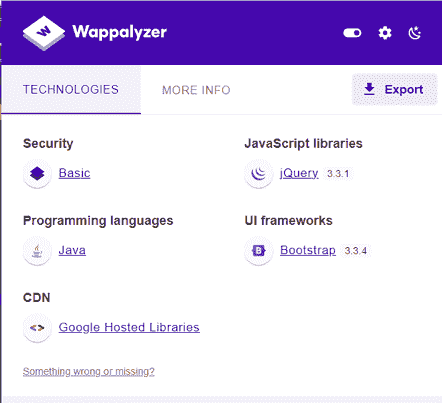 Wappalyzer
TECHNOLOGIES
MORE INFO
Export
Security
Basic
JavaScript libraries
jQuery 3.3.1
Programming languages
Java
UI frameworks
Bootstrap 3.3.4
CDN
Google Hosted Libraries
Something wrong or missing?